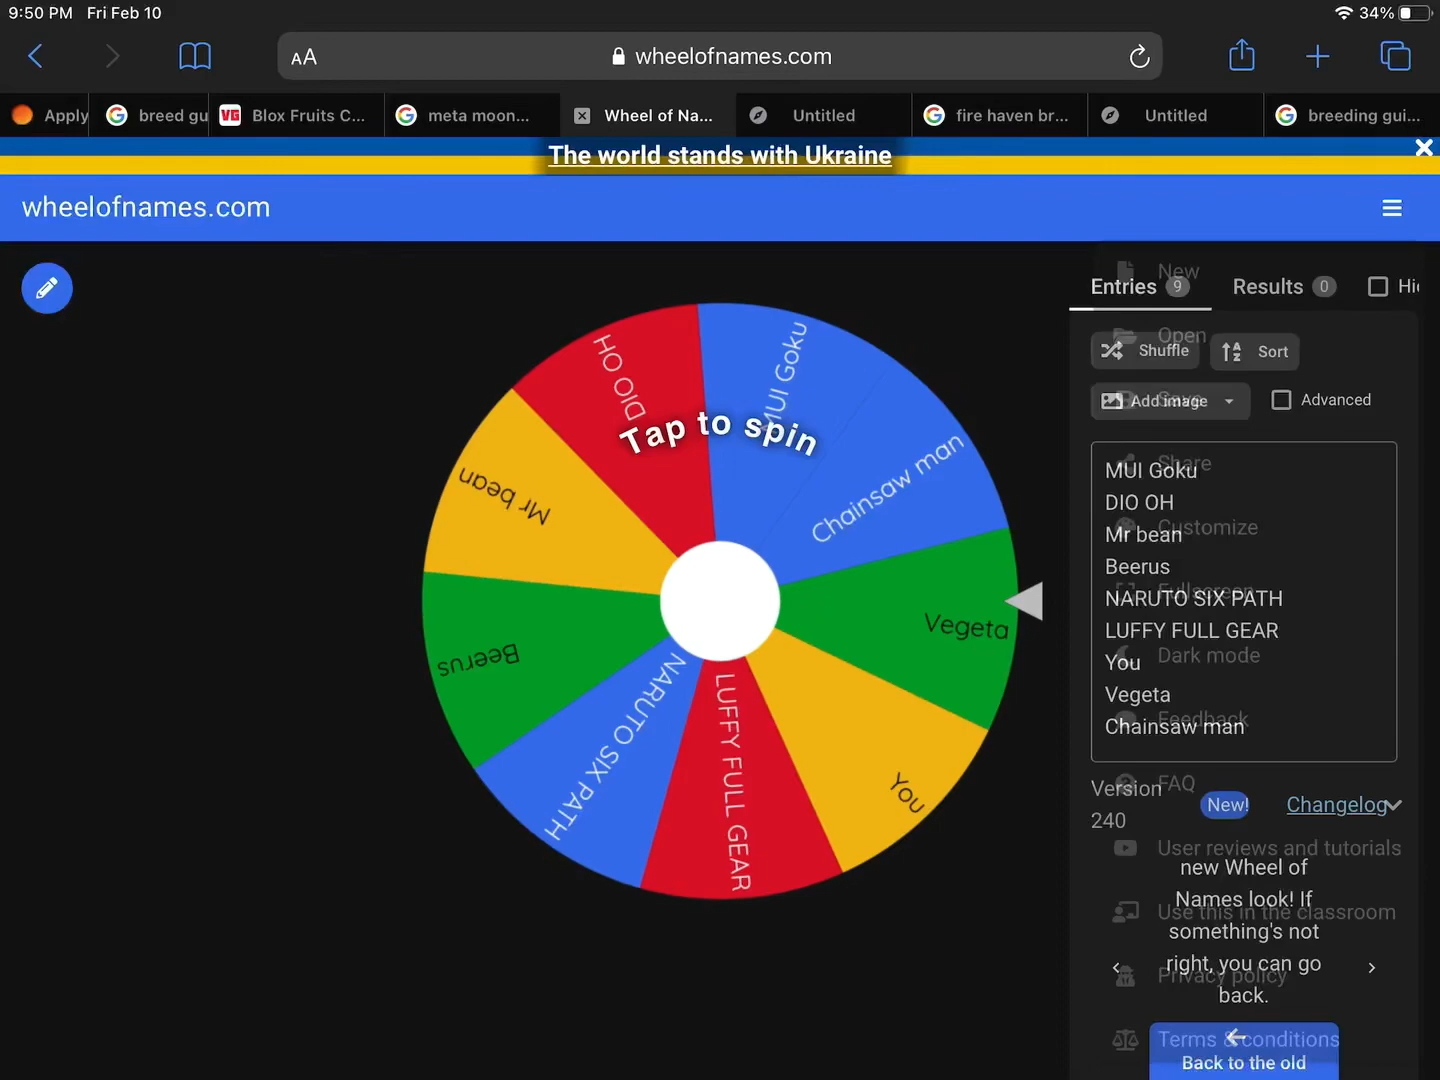 9:50 PM Fri Feb 10
34%
AA
wheelofnames.com
Apply
breed gu
VG Blox Fruits C...
meta moon...
Wheel of Na...
Untitled
fire haven br...
Untitled
breeding gui...
The world stands with Ukraine
wheelofnames.com
New
Entries 9
Results 0
Hi
Open
Shuffle
Sort
Save
Add image
Advanced
Share
MUI Goku
DIO OH
Customize
Mr bean
Beerus
Fullscreen
NARUTO SIX PATH
LUFFY FULL GEAR
Dark mode
You
Vegeta
Feedback
Chainsaw man
FAQ
Version 240
New!
Changelog
User reviews and tutorials
new Wheel of
Names look! If
Use this in the classroom
something's not
right, you can go
Privacy policy
back.
Terms & conditions
Back to the old
Tap to spin
MUI Goku
Chainsaw man
Vegeta
You
LUFFY FULL GEAR
NARUTO SIX PATH
Beerus
Mr bean
DIO OH